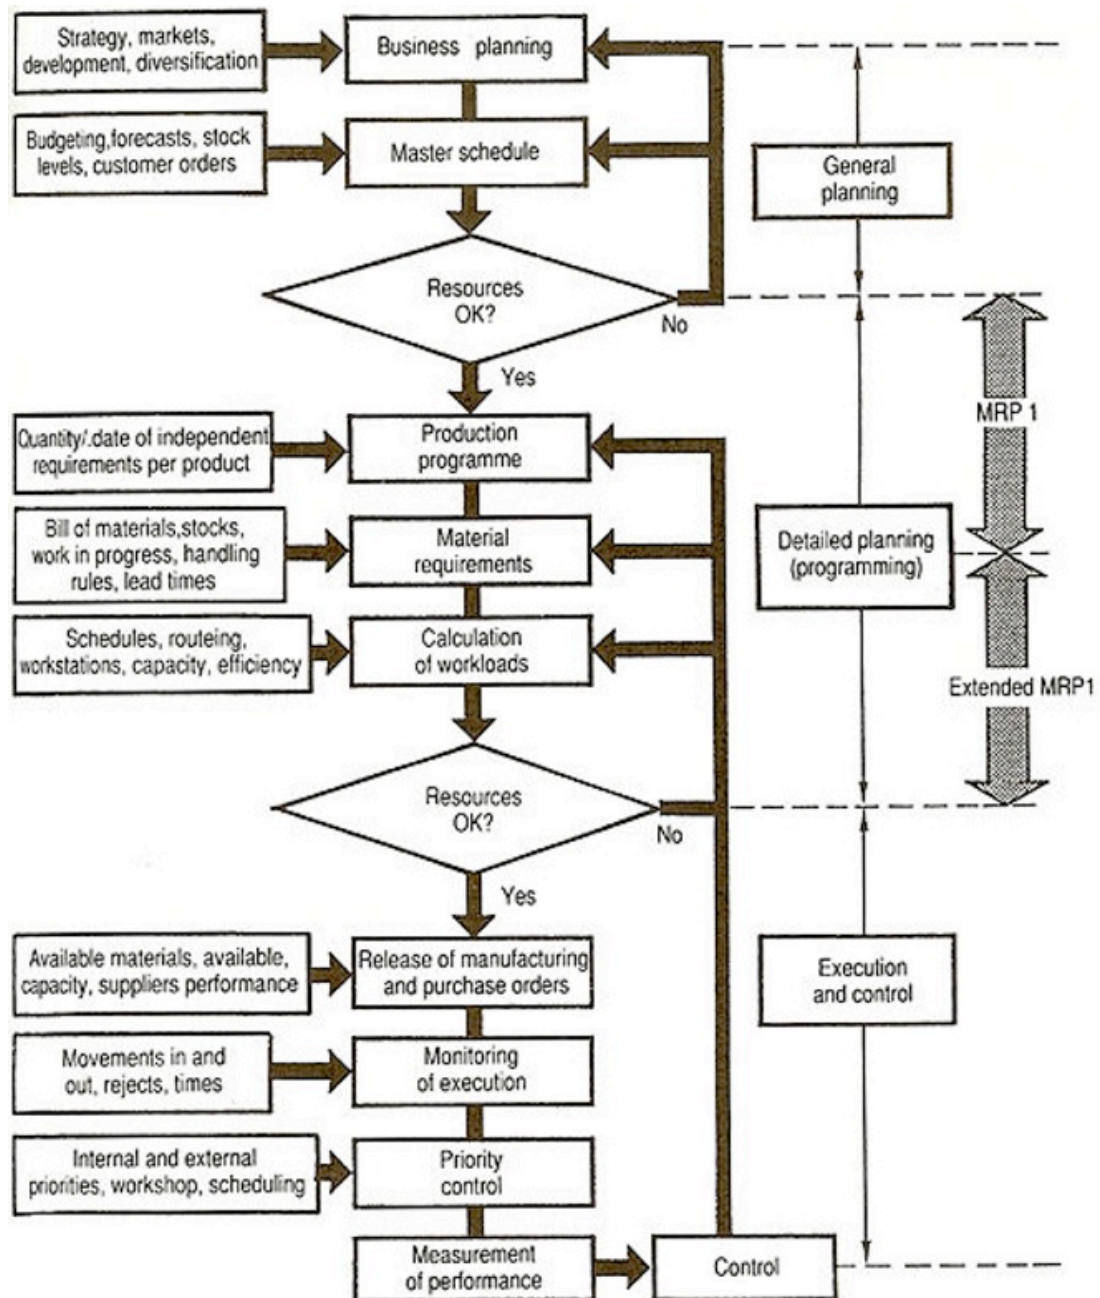 Strategy, markets,
development, diversification
Business planning
Budgeting,forecasts, stock
levels, customer orders
Master schedule
General
planning
Resources
OK?
No
Yes
MRP 1
Quantity/.date of independent
requirements per product
Production
programme
Bill of materials,stocks,
work in progress, handling
rules, lead times
Material
requirements
Detailed planning
(programming)
Schedules, routeing,
workstations, capacity, efficiency
Calculation
of workloads
Extended MRP1
Resources
OK?
No
Yes
Available materials, available,
capacity, suppliers performance
Release of manufacturing
and purchase orders
Execution
and control
Movements in and
out, rejects, times
Monitoring
of execution
Internal and external
priorities, workshop, scheduling
Priority
control
Measurement
of performance
Control